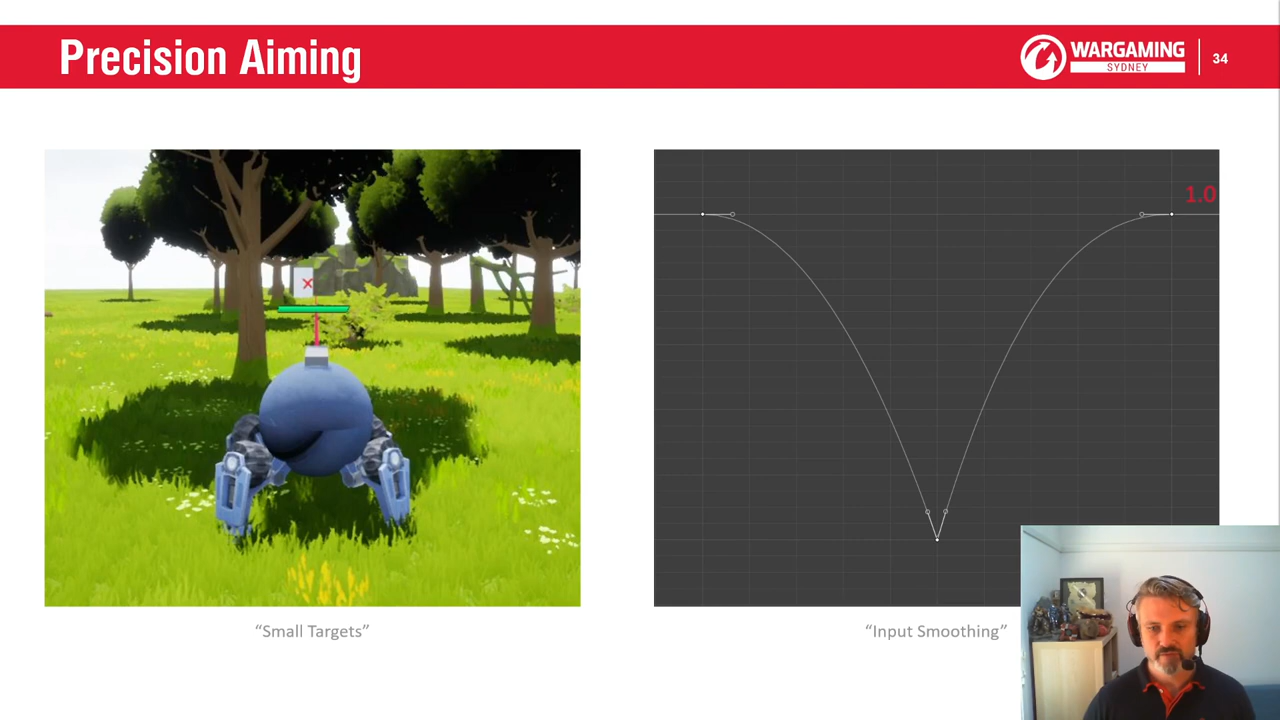 Precision Aiming
WARGAMING
SYDNEY
34
1.0
“Small Targets”
“Input Smoothing”